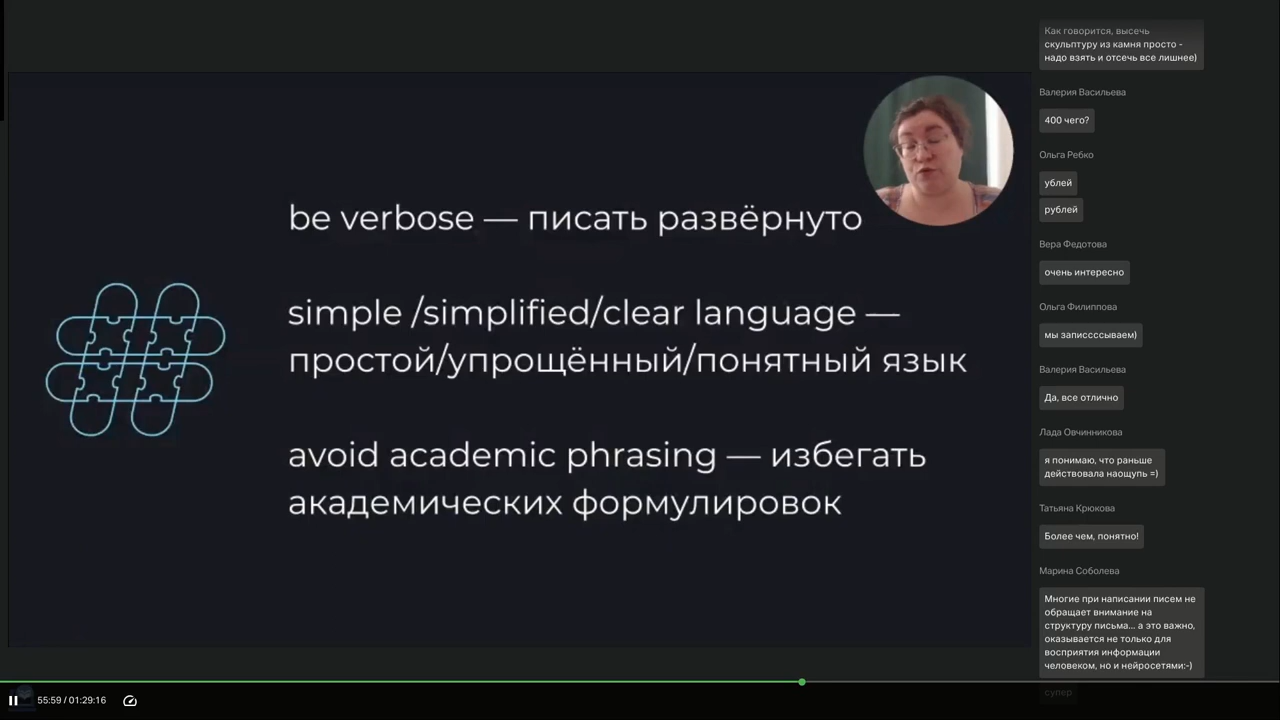 be verbose — писать развёрнуто
simple /simplified/clear language —
простой/упрощённый/понятный язык
avoid academic phrasing — избегать
академических формулировок
Как говорится, высечь
скульптуру из камня просто -
надо взять и отсечь все лишнее)
Валерия Васильева
400 чего?
Ольга Ребко
ублей
рублей
Вера Федотова
очень интересно
Ольга Филиппова
мы записсссываем)
Валерия Васильева
Да, все отлично
Лада Овчинникова
я понимаю, что раньше
действовала наощупь =)
Татьяна Крюкова
Более чем, понятно!
Марина Соболева
Многие при написании писем не
обращает внимание на
структуру письма... а это важно,
оказывается не только для
восприятия информации
человеком, но и нейросетями:-)
супер
55:59 / 01:29:16